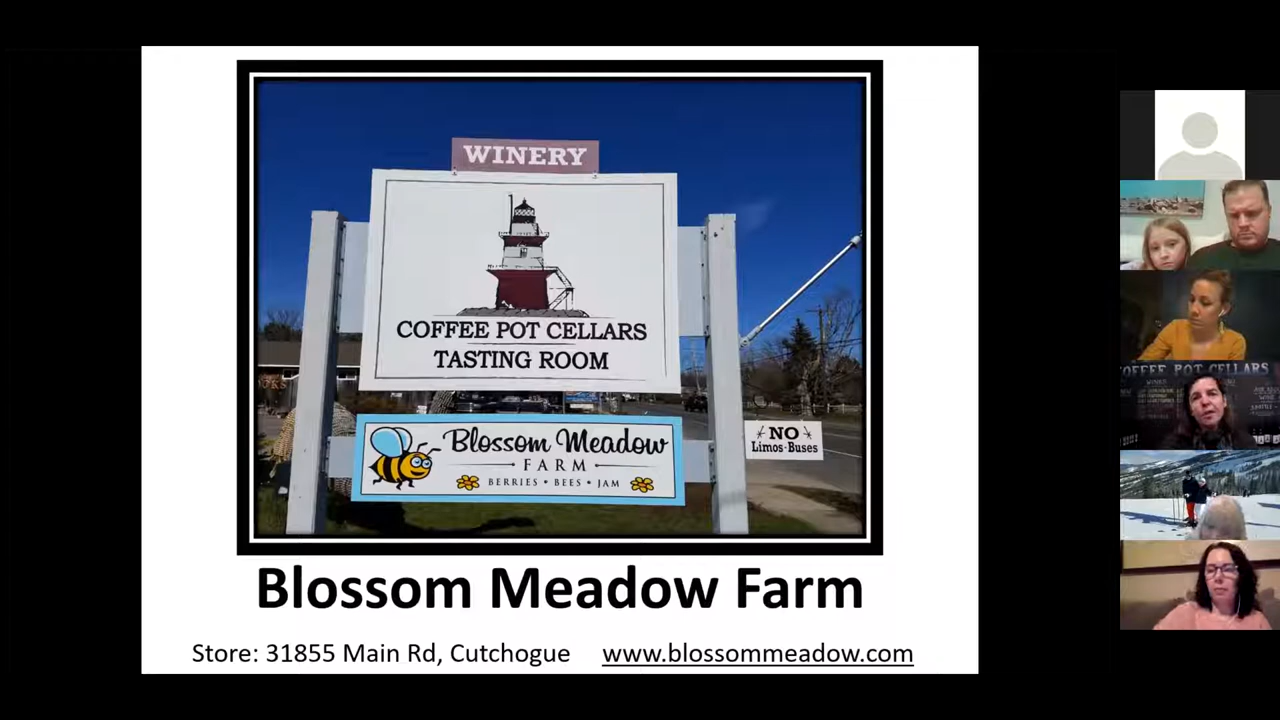 WINERY
COFFEE POT CELLARS
TASTING ROOM
Blossom Meadow
FARM
BERRIES • BEES • JAM
NO
Limos-Buses
Blossom Meadow Farm
Store: 31855 Main Rd, Cutchogue www.blossommeadow.com
COFFEE POT CELLARS